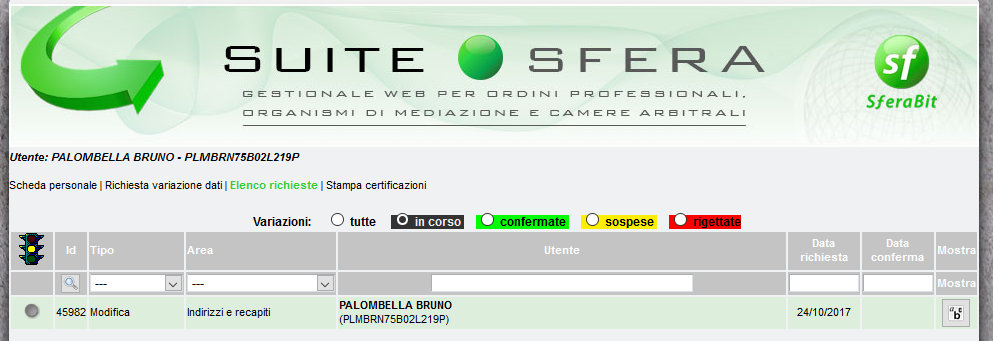 SUITE SFERA
GESTIONALE WEB PER ORDINI PROFESSIONALI,
ORGANISMI DI MEDIAZIONE E CAMERE ARBITRALI
sf
SferaBit
Utente: PALOMBELLA BRUNO - PLMBRN75B02L219P
Scheda personale | Richiesta variazione dati | Elenco richieste | Stampa certificazioni
Variazioni: tutte in corso confermate sospese rigettate
Id Tipo Area Utente Data richiesta Data conferma Mostra
--- --- Mostra
45982 Modifica Indirizzi e recapiti PALOMBELLA BRUNO 24/10/2017
(PLMBRN75B02L219P)